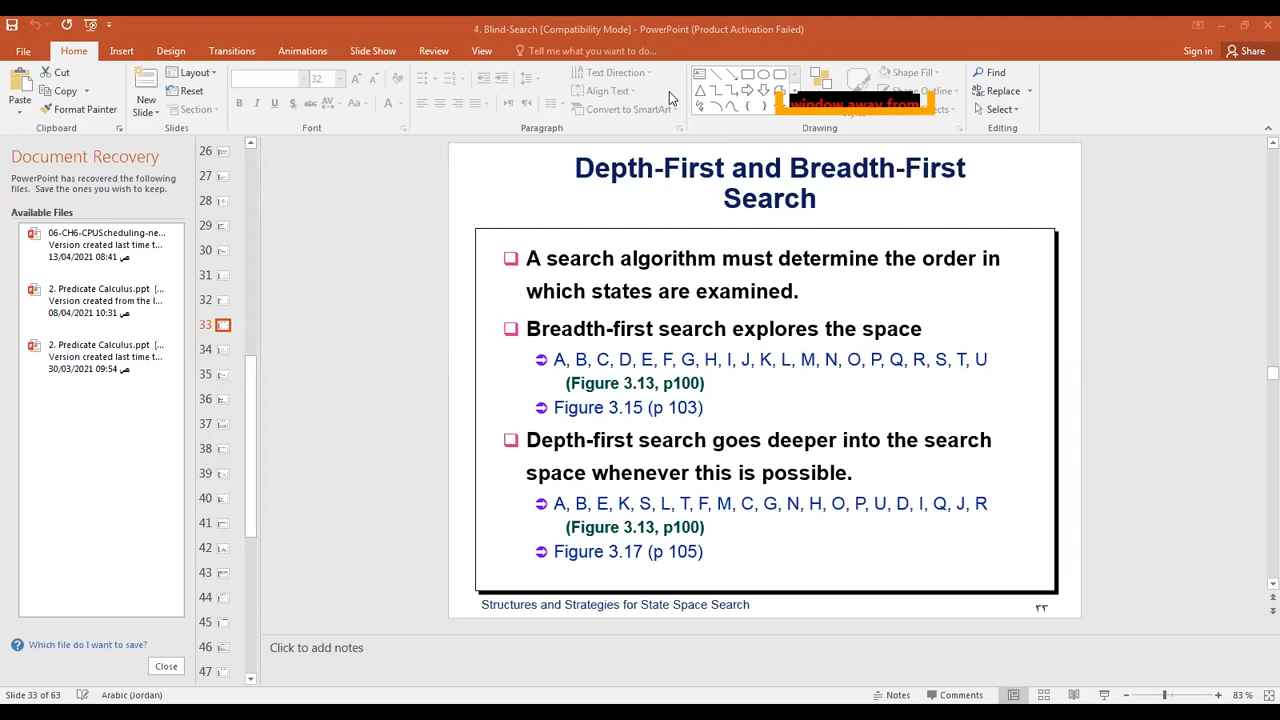 4. Blind-Search [Compatibility Mode] - PowerPoint (Product Activation Failed)
File Home Insert Design Transitions Animations Slide Show Review View Tell me what you want to do... Sign in Share
Paste
Cut
Copy
Format Paint
Clipboard
New
Slide
Layout
Reset
Section
Slides
32
Font
Text Direction
Align Text
Convert to SmartArt
Paragraph
Shape Fill
Shape Outline
window away from
Drawing
Find
Replace
Select
Editing
Document Recovery
PowerPoint has recovered the following
files. Save the ones you wish to keep.
Available Files
06-CH6-CPUScheduling-ne...
Version created last time t...
13/04/2021 08:41 ص
2. Predicate Calculus.ppt [...
Version created from the l...
08/04/2021 10:31 ص
2. Predicate Calculus.ppt [...
Version created last time t...
30/03/2021 09:54 ص
Which file do I want to save?
Close
26
27
28
29
30
31
32
33
34
35
36
37
38
39
40
41
42
43
44
45
46
47
Depth-First and Breadth-First
Search
A search algorithm must determine the order in
which states are examined.
Breadth-first search explores the space
A, B, C, D, E, F, G, H, I, J, K, L, M, N, O, P, Q, R, S, T, U
(Figure 3.13, p100)
Figure 3.15 (p 103)
Depth-first search goes deeper into the search
space whenever this is possible.
A, B, E, K, S, L, T, F, M, C, G, N, H, O, P, U, D, I, Q, J, R
(Figure 3.13, p100)
Figure 3.17 (p 105)
Structures and Strategies for State Space Search ٣٣
Click to add notes
Slide 33 of 63 Arabic (Jordan) Notes Comments 83 %